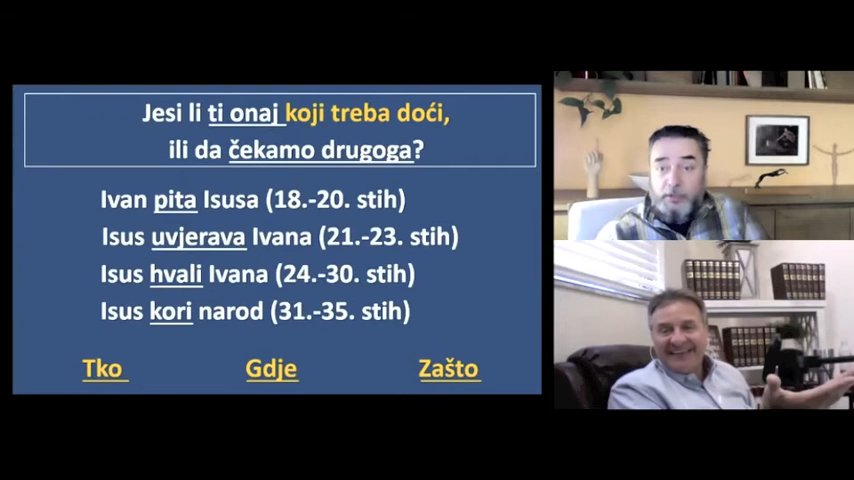 Jesi li ti onaj koji treba doći,
ili da čekamo drugoga?
Ivan pita Isusa (18.-20. stih)
Isus uvjerava Ivana (21.-23. stih)
Isus hvali Ivana (24.-30. stih)
Isus kori narod (31.-35. stih)
Tko Gdje Zašto